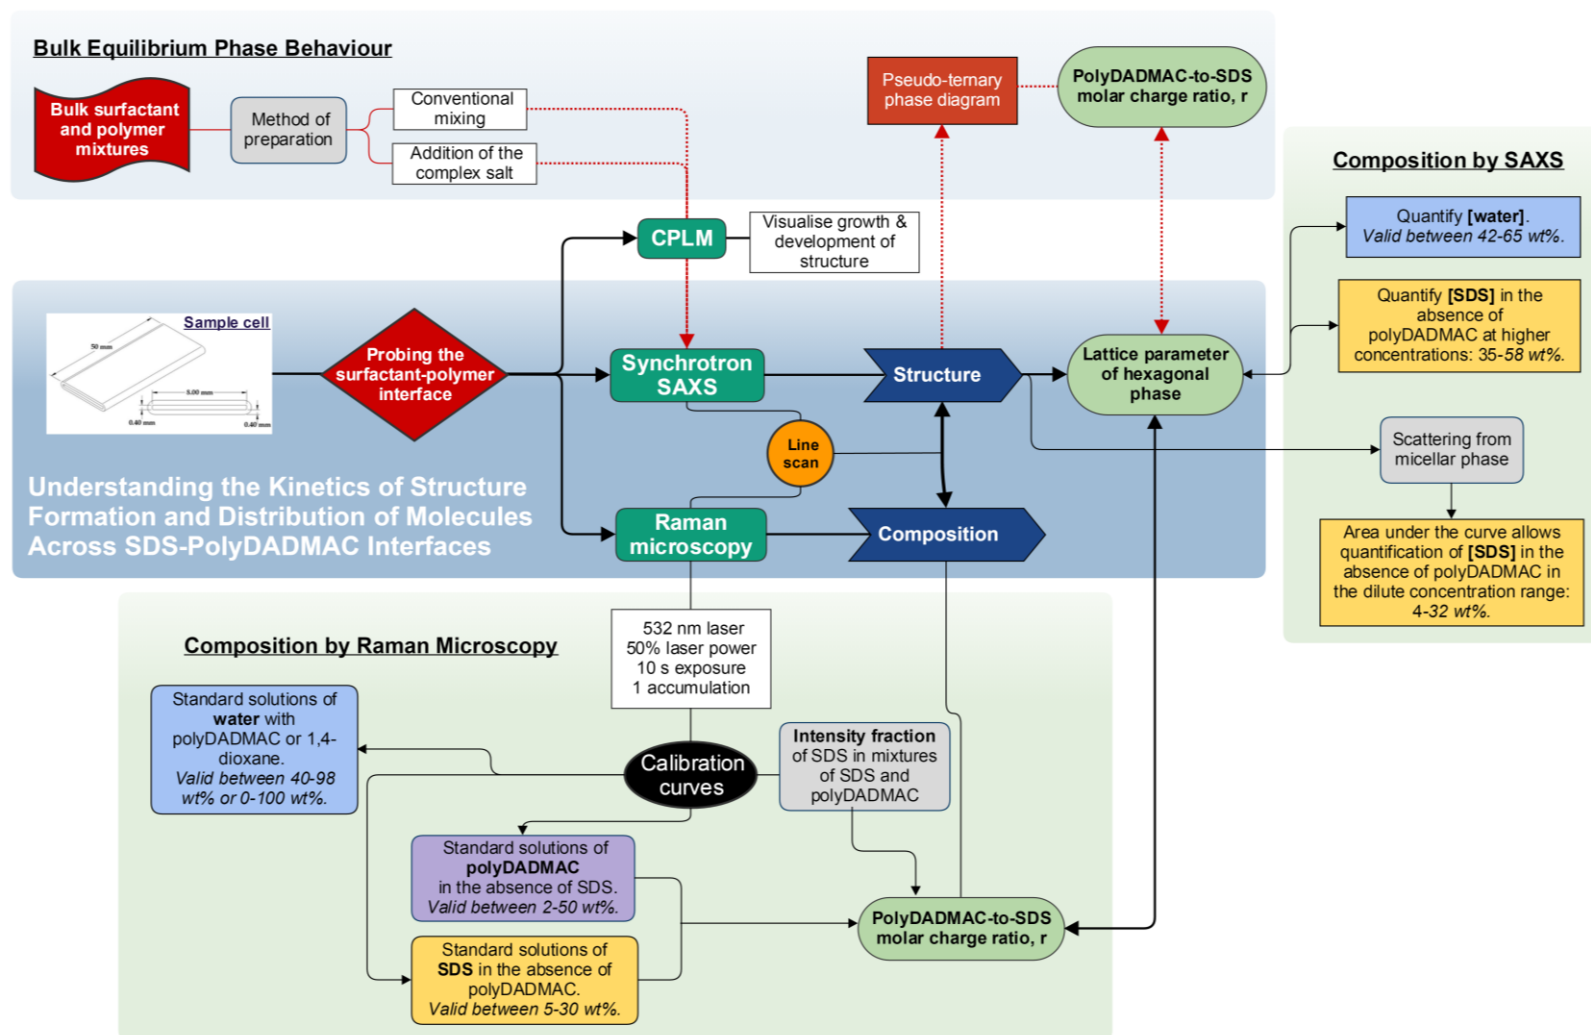 Bulk Equilibrium Phase Behaviour
Bulk surfactant
and polymer
mixtures
Method of
preparation
Conventional
mixing
Addition of the
complex salt
Pseudo-ternary
phase diagram
PolyDADMAC-to-SDS
molar charge ratio, r
Composition by SAXS
Quantify [water].
Valid between 42-65 wt%.
Quantify [SDS] in the
absence of
polyDADMAC at higher
concentrations: 35-58 wt%.
Scattering from
micellar phase
Area under the curve allows
quantification of [SDS] in the
absence of polyDADMAC in
the dilute concentration range:
4-32 wt%.
CPLM
Visualise growth &
development of
structure
Sample cell
50 mm
8.00 mm
0.40 mm
0.40 mm
Probing the
surfactant-polymer
interface
Synchrotron
SAXS
Structure
Lattice parameter
of hexagonal
phase
Line
scan
Raman
microscopy
Composition
Understanding the Kinetics of Structure
Formation and Distribution of Molecules
Across SDS-PolyDADMAC Interfaces
Composition by Raman Microscopy
532 nm laser
50% laser power
10 s exposure
1 accumulation
Standard solutions of
water with
polyDADMAC or 1,4-
dioxane.
Valid between 40-98
wt% or 0-100 wt%.
Calibration
curves
Intensity fraction
of SDS in mixtures
of SDS and
polyDADMAC
Standard solutions of
polyDADMAC
in the absence of SDS.
Valid between 2-50 wt%.
Standard solutions of
SDS in the absence of
polyDADMAC.
Valid between 5-30 wt%.
PolyDADMAC-to-SDS
molar charge ratio, r